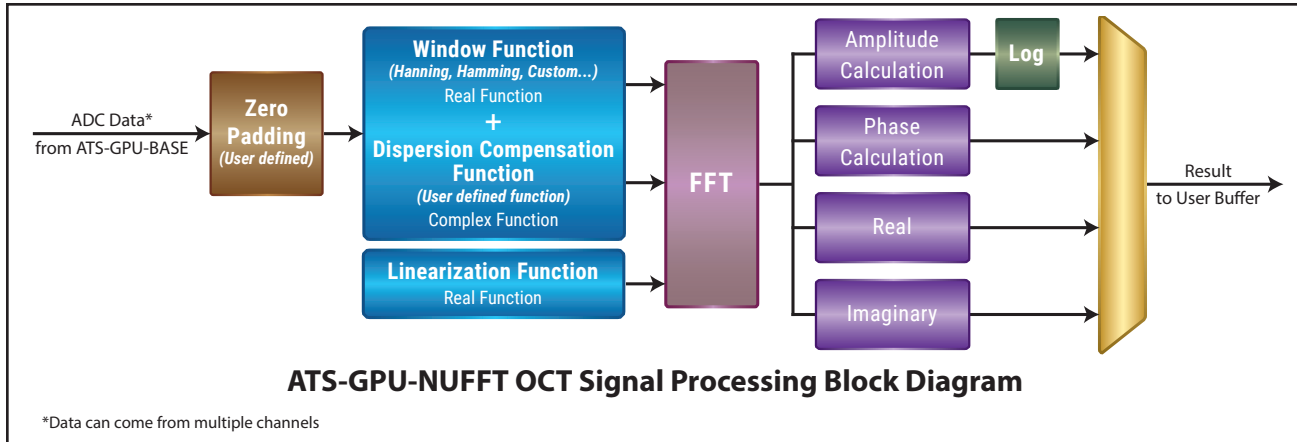 ADC Data*
from ATS-GPU-BASE
Zero
Padding
(User defined)
Window Function
(Hanning, Hamming, Custom...)
Real Function
+
Dispersion Compensation
Function
(User defined function)
Complex Function
Linearization Function
Real Function
FFT
Amplitude
Calculation
Log
Phase
Calculation
Real
Imaginary
Result
to User Buffer
ATS-GPU-NUFFT OCT Signal Processing Block Diagram
*Data can come from multiple channels